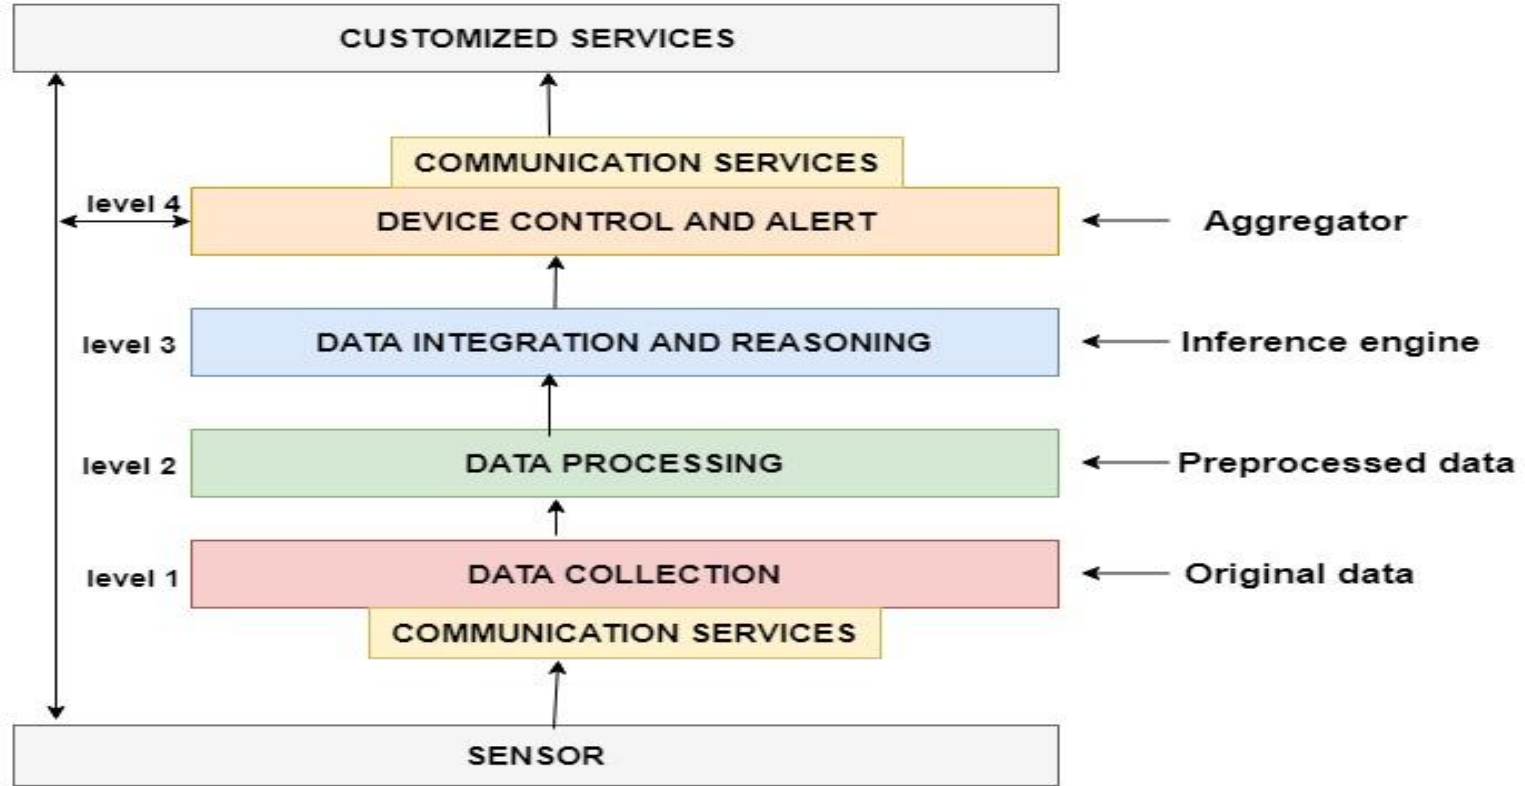 CUSTOMIZED SERVICES
COMMUNICATION SERVICES
level 4
DEVICE CONTROL AND ALERT
Aggregator
level 3
DATA INTEGRATION AND REASONING
Inference engine
level 2
DATA PROCESSING
Preprocessed data
level 1
DATA COLLECTION
Original data
COMMUNICATION SERVICES
SENSOR